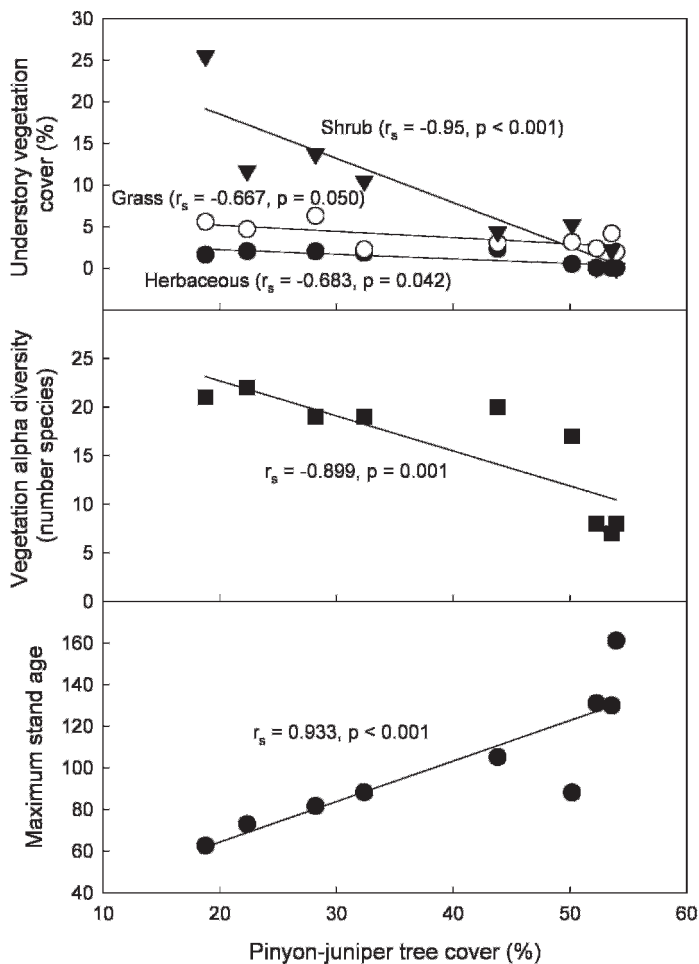 Understory vegetation
cover (%)
30
25
20
15
10
5
0
Shrub (rs = -0.95, p < 0.001)
Grass (rs = -0.667, p = 0.050)
Herbaceous (rs = -0.683, p = 0.042)
Vegetation alpha diversity
(number species)
25
20
15
10
5
0
rs = -0.899, p = 0.001
Maximum stand age
160
140
120
100
80
60
40
rs = 0.933, p < 0.001
10 20 30 40 50 60
Pinyon-juniper tree cover (%)